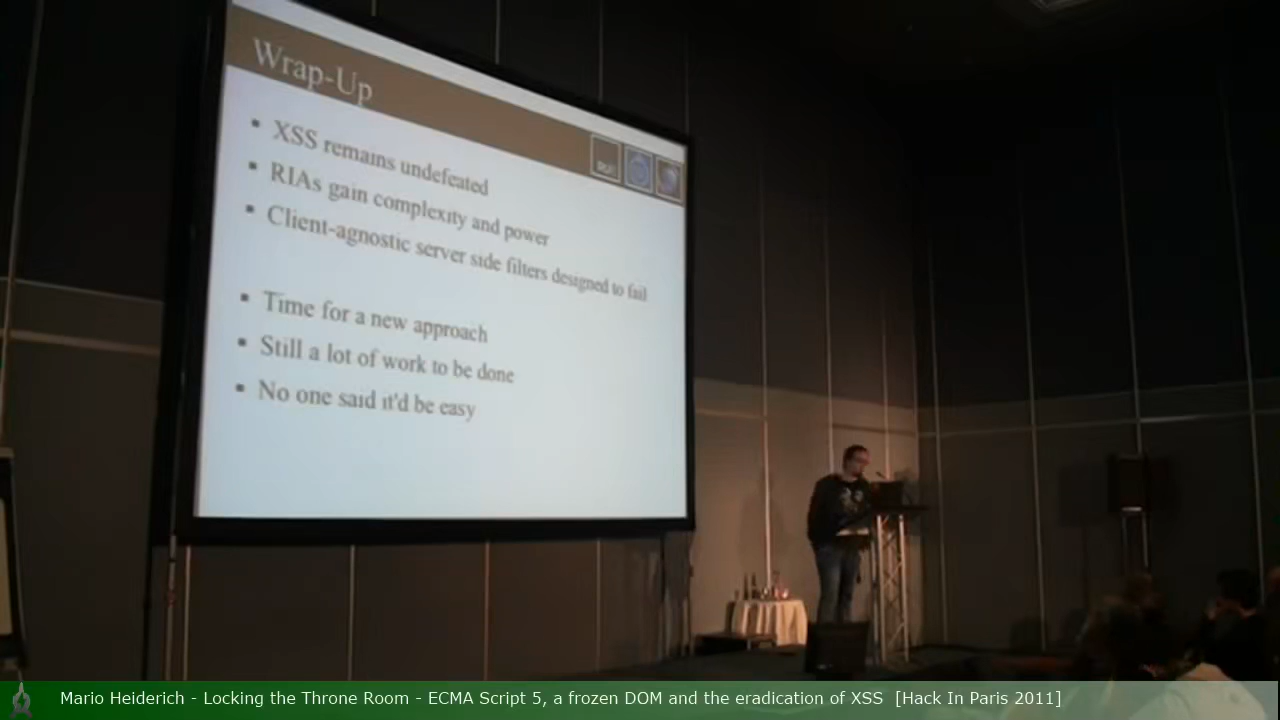 Wrap-Up
XSS remains undefeated
RIAs gain complexity and power
Client-agnostic server side filters designed to fail
Time for a new approach
Still a lot of work to be done
No one said it'd be easy
Mario Heiderich - Locking the Throne Room - ECMA Script 5, a frozen DOM and the eradication of XSS [Hack In Paris 2011]